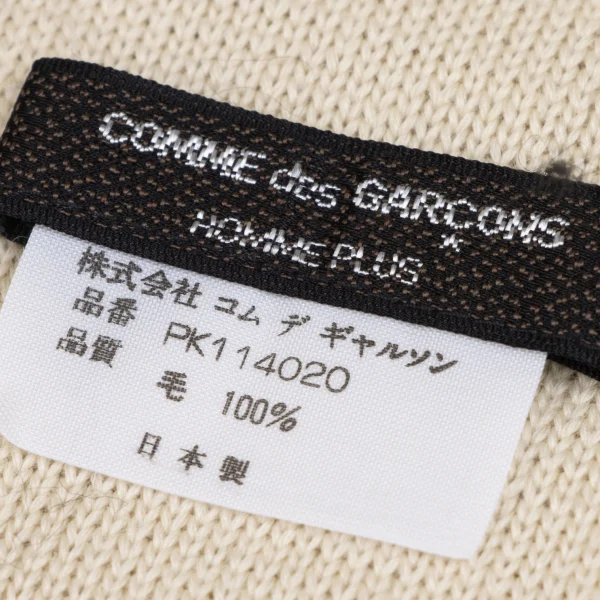 COMME des GARÇONS
HOMME PLUS
株式会社 コム デ ギャルソン
品番 PK114020
品質
毛 100%
日本製